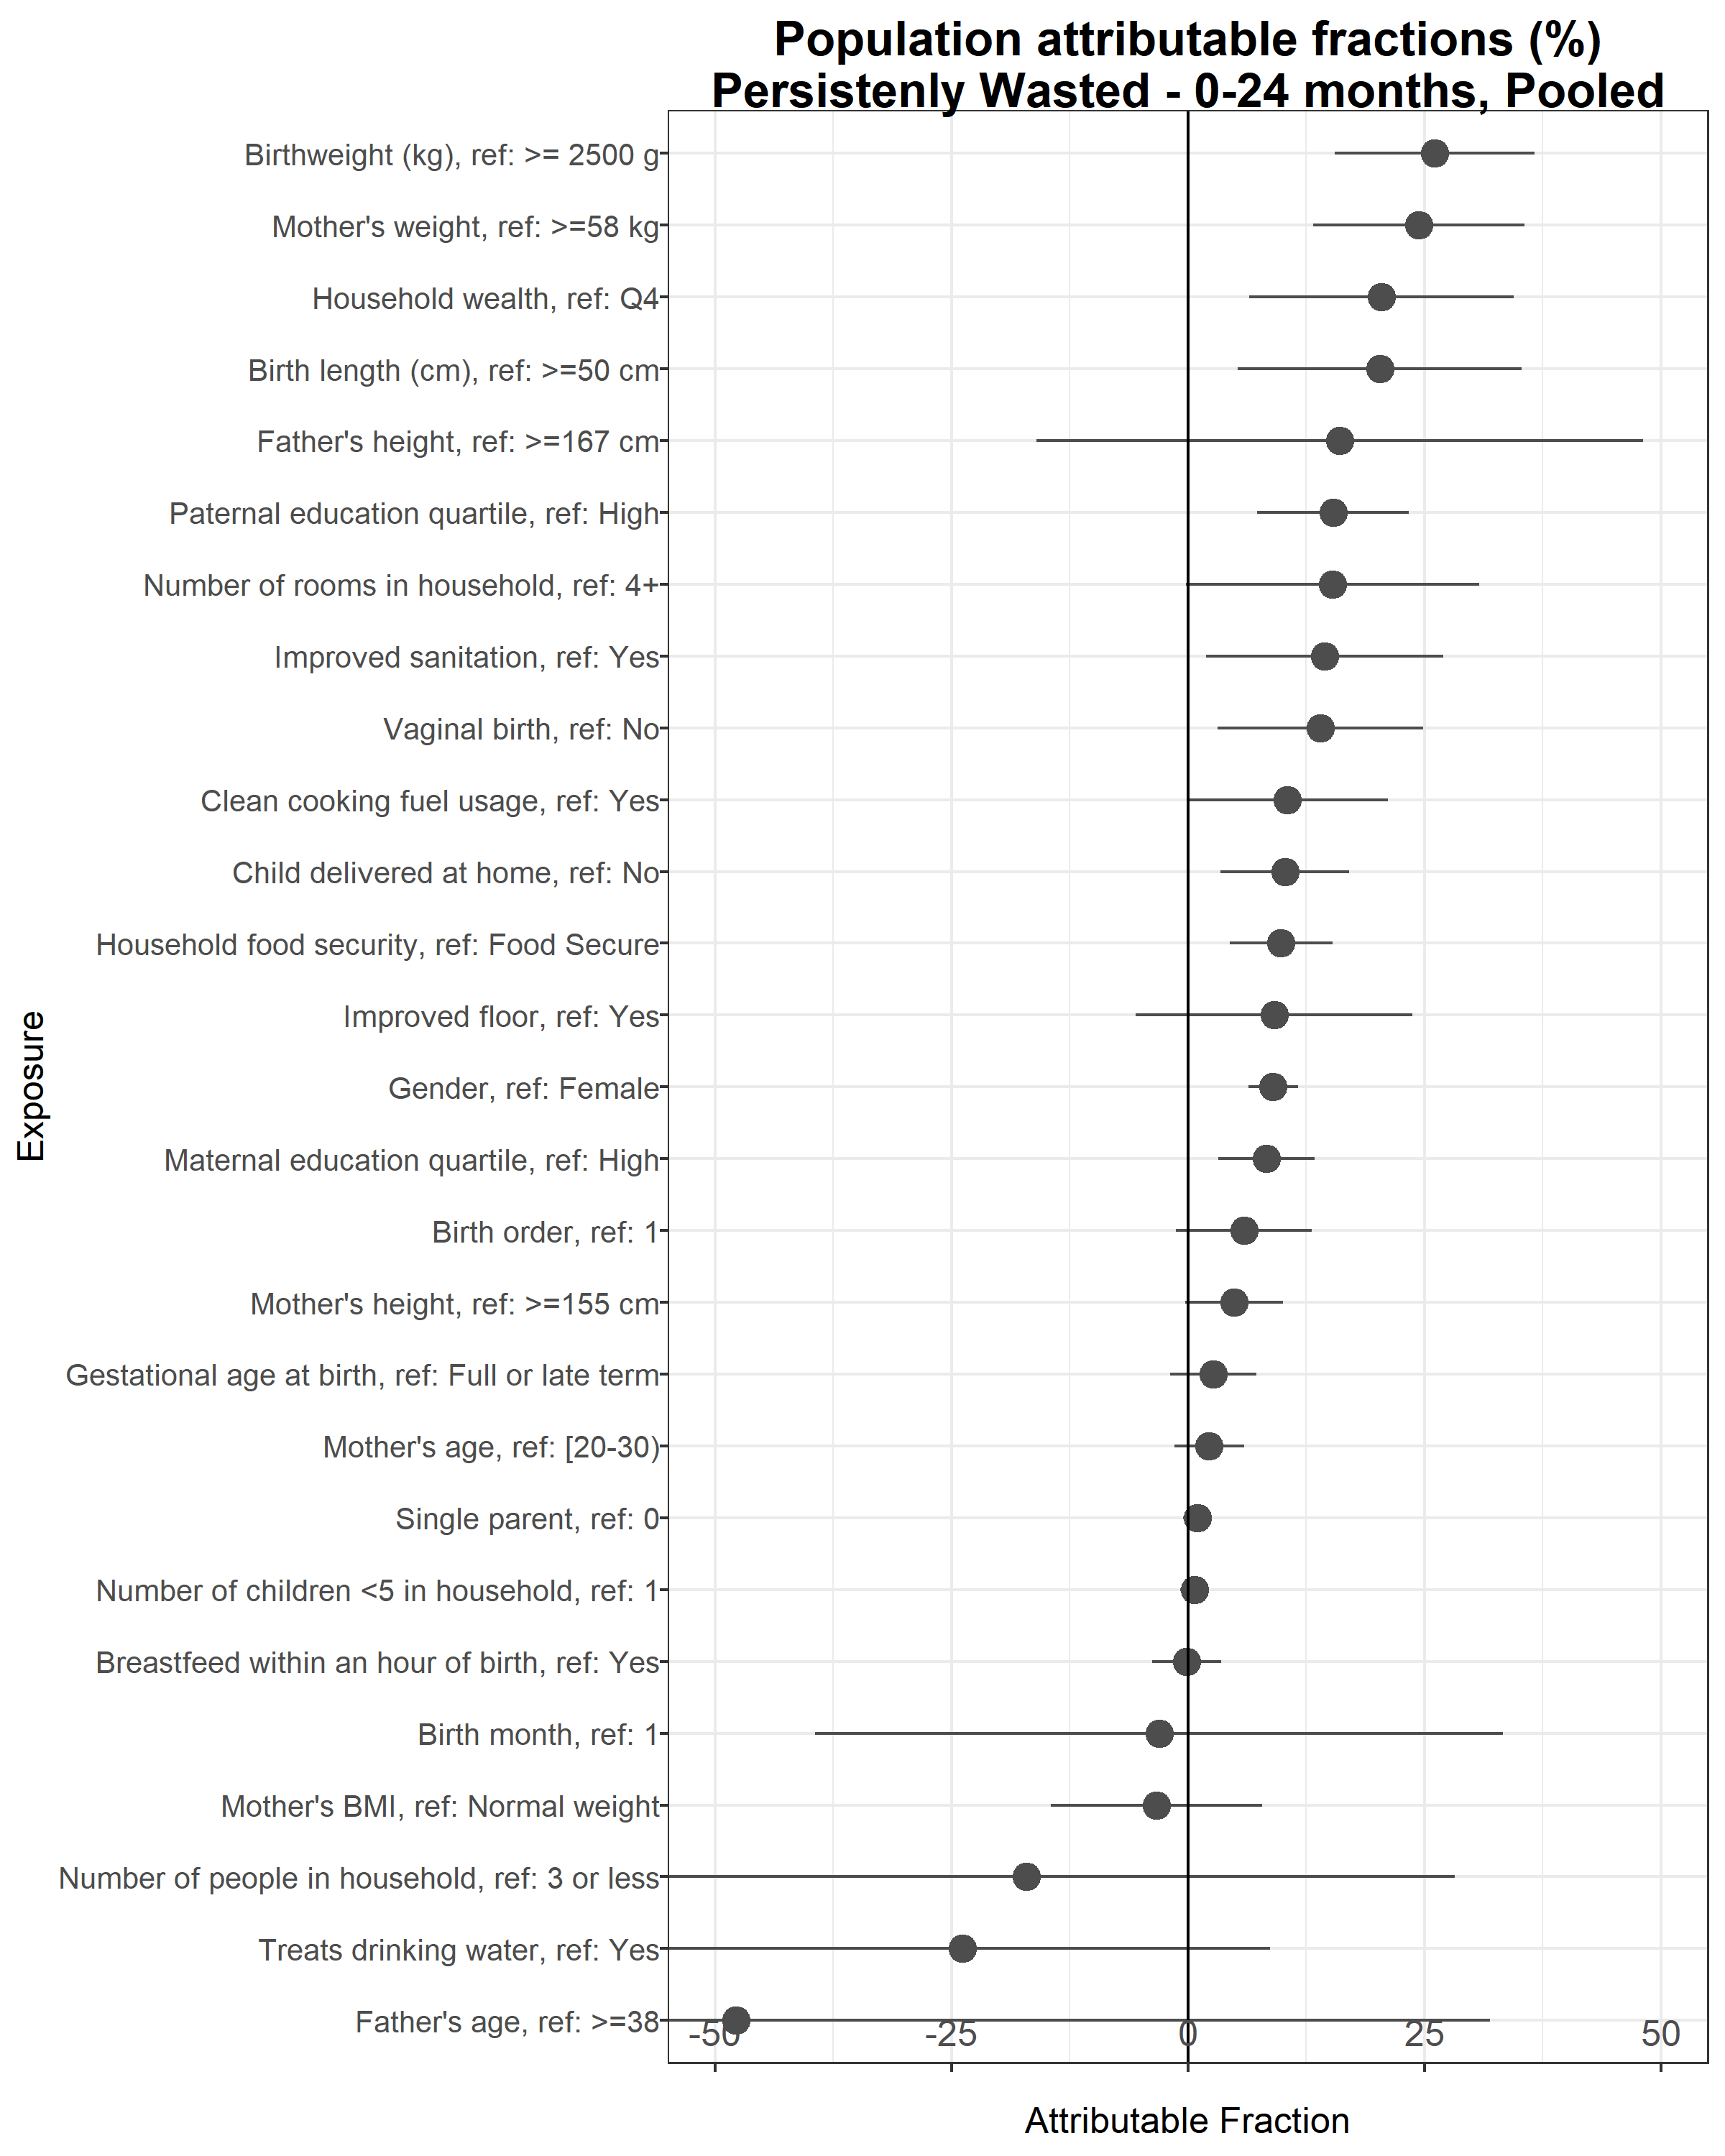 Population attributable fractions (%)
Persistenly Wasted - 0-24 months, Pooled
Birthweight (kg), ref: >= 2500 g
Mother's weight, ref: >=58 kg
Household wealth, ref: Q4
Birth length (cm), ref: >=50 cm
Father's height, ref: >=167 cm
Paternal education quartile, ref: High
Number of rooms in household, ref: 4+
Improved sanitation, ref: Yes
Vaginal birth, ref: No
Clean cooking fuel usage, ref: Yes
Child delivered at home, ref: No
Household food security, ref: Food Secure
Improved floor, ref: Yes
Gender, ref: Female
Maternal education quartile, ref: High
Birth order, ref: 1
Mother's height, ref: >=155 cm
Gestational age at birth, ref: Full or late term
Mother's age, ref: [20-30)
Single parent, ref: 0
Number of children <5 in household, ref: 1
Breastfeed within an hour of birth, ref: Yes
Birth month, ref: 1
Mother's BMI, ref: Normal weight
Number of people in household, ref: 3 or less
Treats drinking water, ref: Yes
Father's age, ref: >=38
Exposure
-50 -25 0 25 50
Attributable Fraction